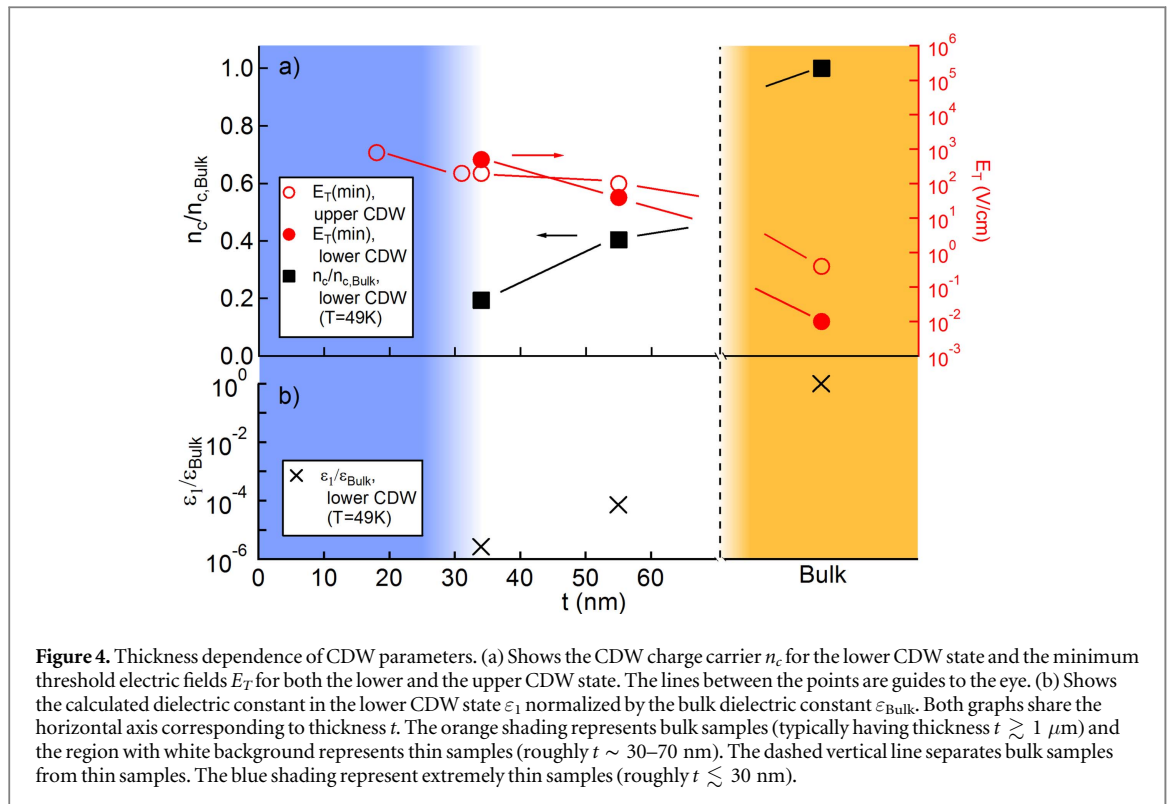 a)
1.0
0.8
0.6
0.4
0.2
0.0
n_c/n_c,Bulk
E_T(min),
upper CDW
E_T(min),
lower CDW
n_c/n_c,Bulk,
lower CDW
(T=49K)
10^6
10^5
10^4
10^3
10^2
10^1
10^0
10^-1
10^-2
10^-3
E_T (V/cm)
b)
10^0
10^-2
10^-4
10^-6
ε_1/ε_Bulk
ε_1/ε_Bulk,
lower CDW
(T=49K)
0 10 20 30 40 50 60 Bulk
t (nm)
Figure 4. Thickness dependence of CDW parameters. (a) Shows the CDW charge carrier n_c for the lower CDW state and the minimum
threshold electric fields E_T for both the lower and the upper CDW state. The lines between the points are guides to the eye. (b) Shows
the calculated dielectric constant in the lower CDW state ε_1 normalized by the bulk dielectric constant ε_Bulk. Both graphs share the
horizontal axis corresponding to thickness t. The orange shading represents bulk samples (typically having thickness t ≳ 1 μm) and
the region with white background represents thin samples (roughly t ~ 30–70 nm). The dashed vertical line separates bulk samples
from thin samples. The blue shading represent extremely thin samples (roughly t ≲ 30 nm).